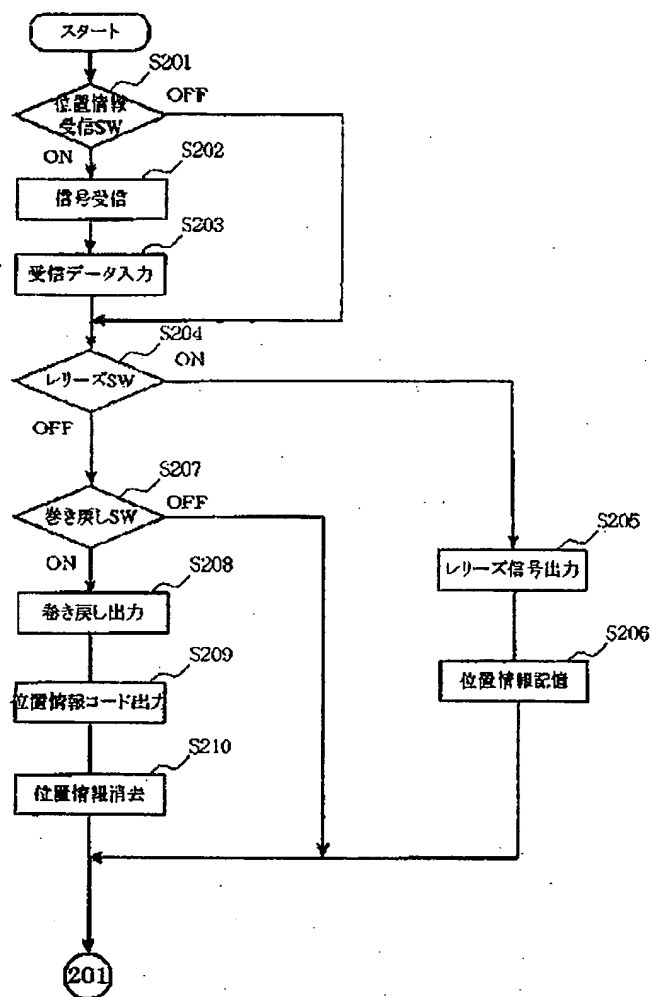 スタート
S201
位置情報
受信SW
OFF
ON
S202
信号受信
S203
受信データ入力
S204
レリーズSW
ON
OFF
S207
巻き戻しSW
OFF
ON
S205
レリーズ信号出力
S208
巻き戻し出力
S206
位置情報記憶
S209
位置情報コード出力
S210
位置情報消去
201